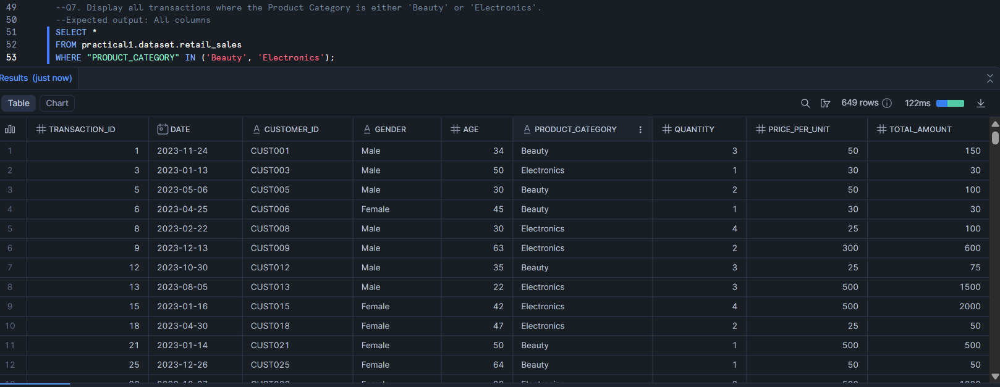 49 --Q7. Display all transactions where the Product Category is either 'Beauty' or 'Electronics'.
50 --Expected output: All columns
51 SELECT *
52 FROM practical1.dataset.retail_sales
53 WHERE "PRODUCT_CATEGORY" IN ('Beauty', 'Electronics');
Results (just now)
Table Chart 649 rows 122ms
TRANSACTION_ID DATE CUSTOMER_ID GENDER AGE PRODUCT_CATEGORY QUANTITY PRICE_PER_UNIT TOTAL_AMOUNT
1 1 2023-11-24 CUST001 Male 34 Beauty 3 50 150
2 3 2023-01-13 CUST003 Male 50 Electronics 1 30 30
3 5 2023-05-06 CUST005 Male 30 Beauty 2 50 100
4 6 2023-04-25 CUST006 Female 45 Beauty 1 30 30
5 8 2023-02-22 CUST008 Male 30 Electronics 4 25 100
6 9 2023-12-13 CUST009 Male 63 Electronics 2 300 600
7 12 2023-10-30 CUST012 Male 35 Beauty 3 25 75
8 13 2023-08-05 CUST013 Male 22 Electronics 3 500 1500
9 15 2023-01-16 CUST015 Female 42 Electronics 4 500 2000
10 18 2023-04-30 CUST018 Female 47 Electronics 2 25 50
11 21 2023-01-14 CUST021 Female 50 Beauty 1 500 500
12 25 2023-12-26 CUST025 Female 64 Beauty 1 50 50